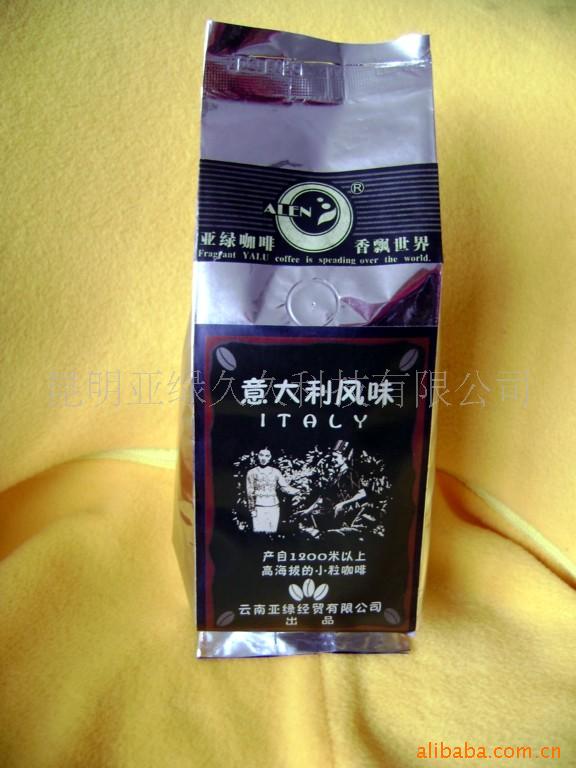 ALEN
®
亚绿咖啡 香飘世界
Fragrant YALU coffee is speading over the world.
昆明亚缘久久科技有限公司
意大利风味
ITALY
产自1200米以上
高海拔的小粒咖啡
云南亚绿经贸有限公司
出品
alibaba.com.cn